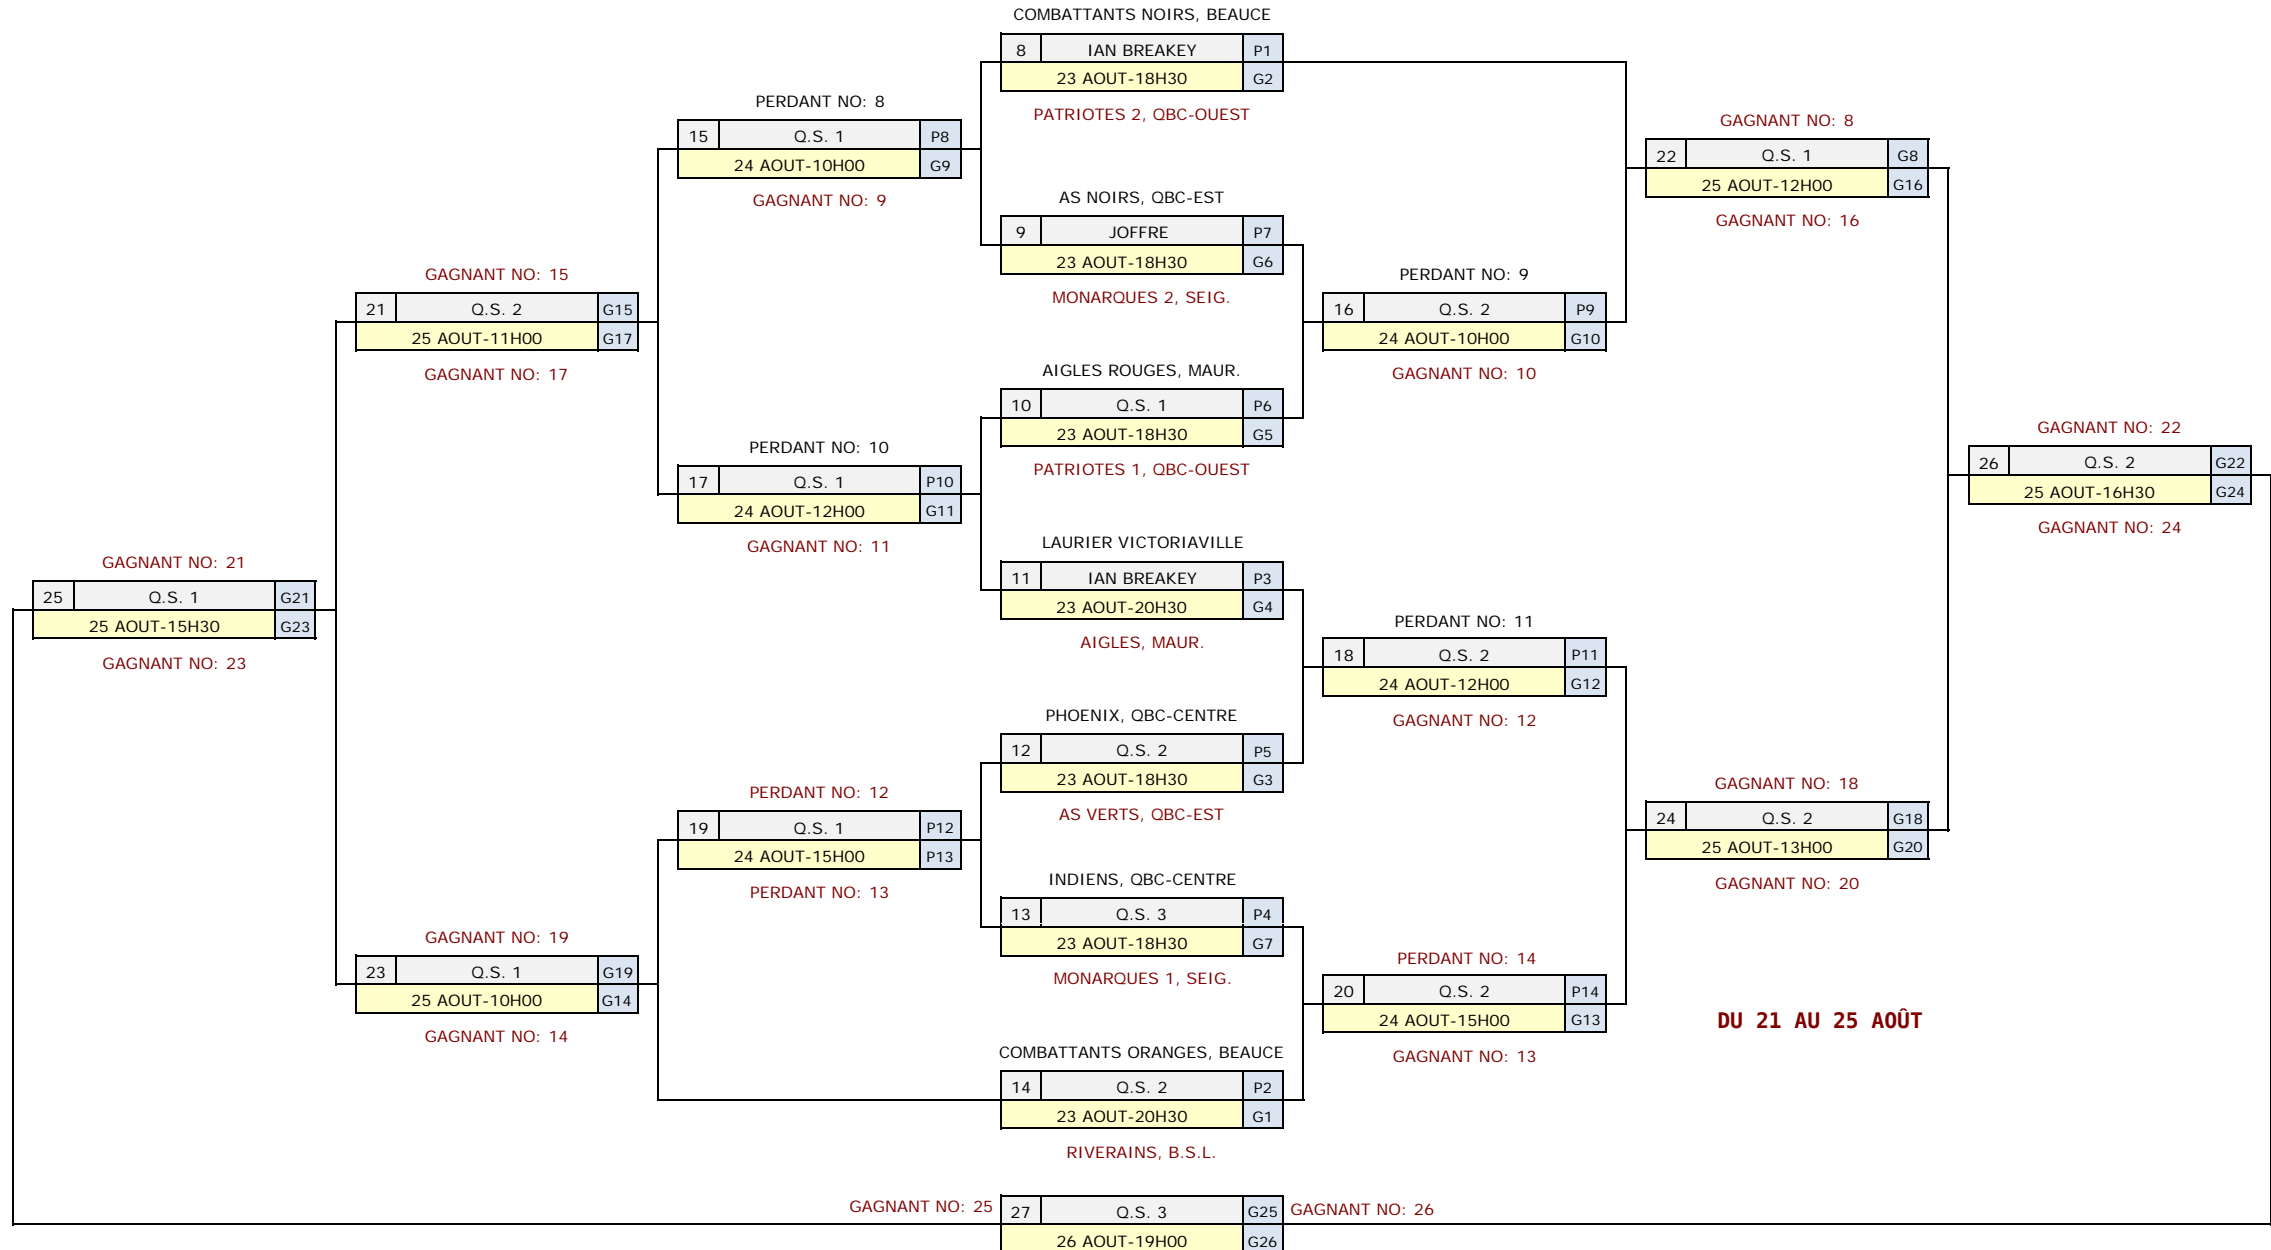 COMBATTANTS NOIRS, BEAUCE
8 IAN BREAKEY P1
23 AOUT-18H30 G2
PATRIOTES 2, QBC-OUEST
PERDANT NO: 8
15 Q.S. 1 P8
24 AOUT-10H00 G9
GAGNANT NO: 9
GAGNANT NO: 8
22 Q.S. 1 G8
25 AOUT-12H00 G16
GAGNANT NO: 16
AS NOIRS, QBC-EST
9 JOFFRE P7
23 AOUT-18H30 G6
MONARQUES 2, SEIG.
GAGNANT NO: 15
21 Q.S. 2 G15
25 AOUT-11H00 G17
GAGNANT NO: 17
PERDANT NO: 9
16 Q.S. 2 P9
24 AOUT-10H00 G10
GAGNANT NO: 10
AIGLES ROUGES, MAUR.
10 Q.S. 1 P6
23 AOUT-18H30 G5
PATRIOTES 1, QBC-OUEST
PERDANT NO: 10
17 Q.S. 1 P10
24 AOUT-12H00 G11
GAGNANT NO: 11
GAGNANT NO: 22
26 Q.S. 2 G22
25 AOUT-16H30 G24
GAGNANT NO: 24
LAURIER VICTORIAVILLE
11 IAN BREAKEY P3
23 AOUT-20H30 G4
AIGLES, MAUR.
GAGNANT NO: 21
25 Q.S. 1 G21
25 AOUT-15H30 G23
GAGNANT NO: 23
PERDANT NO: 11
18 Q.S. 2 P11
24 AOUT-12H00 G12
GAGNANT NO: 12
PHOENIX, QBC-CENTRE
12 Q.S. 2 P5
23 AOUT-18H30 G3
AS VERTS, QBC-EST
PERDANT NO: 12
19 Q.S. 1 P12
24 AOUT-15H00 P13
PERDANT NO: 13
GAGNANT NO: 18
24 Q.S. 2 G18
25 AOUT-13H00 G20
GAGNANT NO: 20
INDIENS, QBC-CENTRE
13 Q.S. 3 P4
23 AOUT-18H30 G7
MONARQUES 1, SEIG.
GAGNANT NO: 19
23 Q.S. 1 G19
25 AOUT-10H00 G14
GAGNANT NO: 14
PERDANT NO: 14
20 Q.S. 2 P14
24 AOUT-15H00 G13
GAGNANT NO: 13
DU 21 AU 25 AOÛT
COMBATTANTS ORANGES, BEAUCE
14 Q.S. 2 P2
23 AOUT-20H30 G1
RIVERAINS, B.S.L.
GAGNANT NO: 25 27 Q.S. 3 G25 GAGNANT NO: 26
26 AOUT-19H00 G26